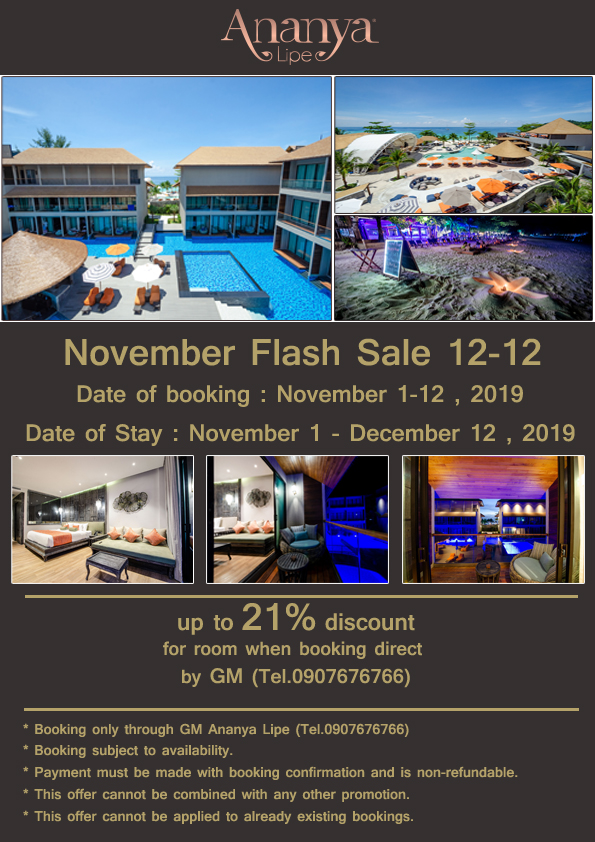 Ananya
Lipe
November Flash Sale 12-12
Date of booking : November 1-12 , 2019
Date of Stay : November 1 - December 12 , 2019
up to 21% discount
for room when booking direct
by GM (Tel.0907676766)
* Booking only through GM Ananya Lipe (Tel.0907676766)
* Booking subject to availability.
* Payment must be made with booking confirmation and is non-refundable.
* This offer cannot be combined with any other promotion.
* This offer cannot be applied to already existing bookings.